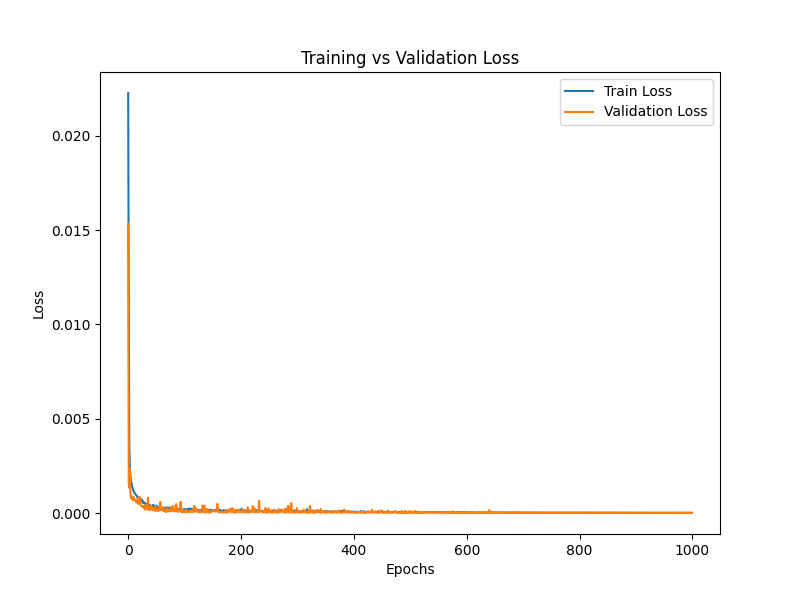 Training vs Validation Loss
Train Loss
Validation Loss
0.020
0.015
0.010
0.005
0.000
Loss
0 200 400 600 800 1000
Epochs